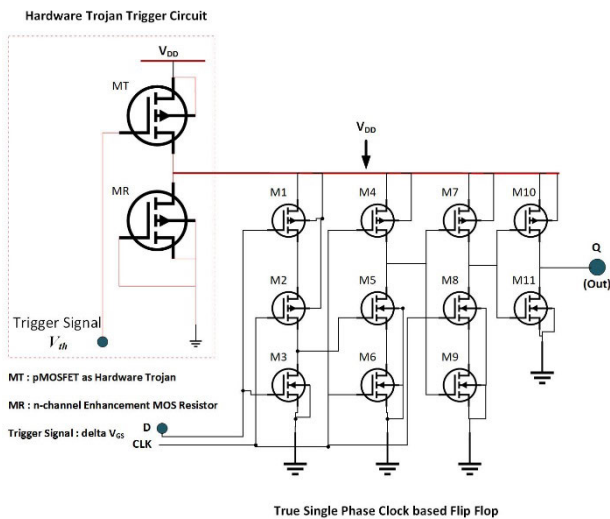 Hardware Trojan Trigger Circuit
VDD
MT
MR
VDD
M1
M4
M7
M10
Q
(Out)
M2
M5
M8
M11
M3
M6
M9
Trigger Signal
Vth
MT : pMOSFET as Hardware Trojan
MR : n-channel Enhancement MOS Resistor
Trigger Signal : delta VGS
D
CLK
True Single Phase Clock based Flip Flop